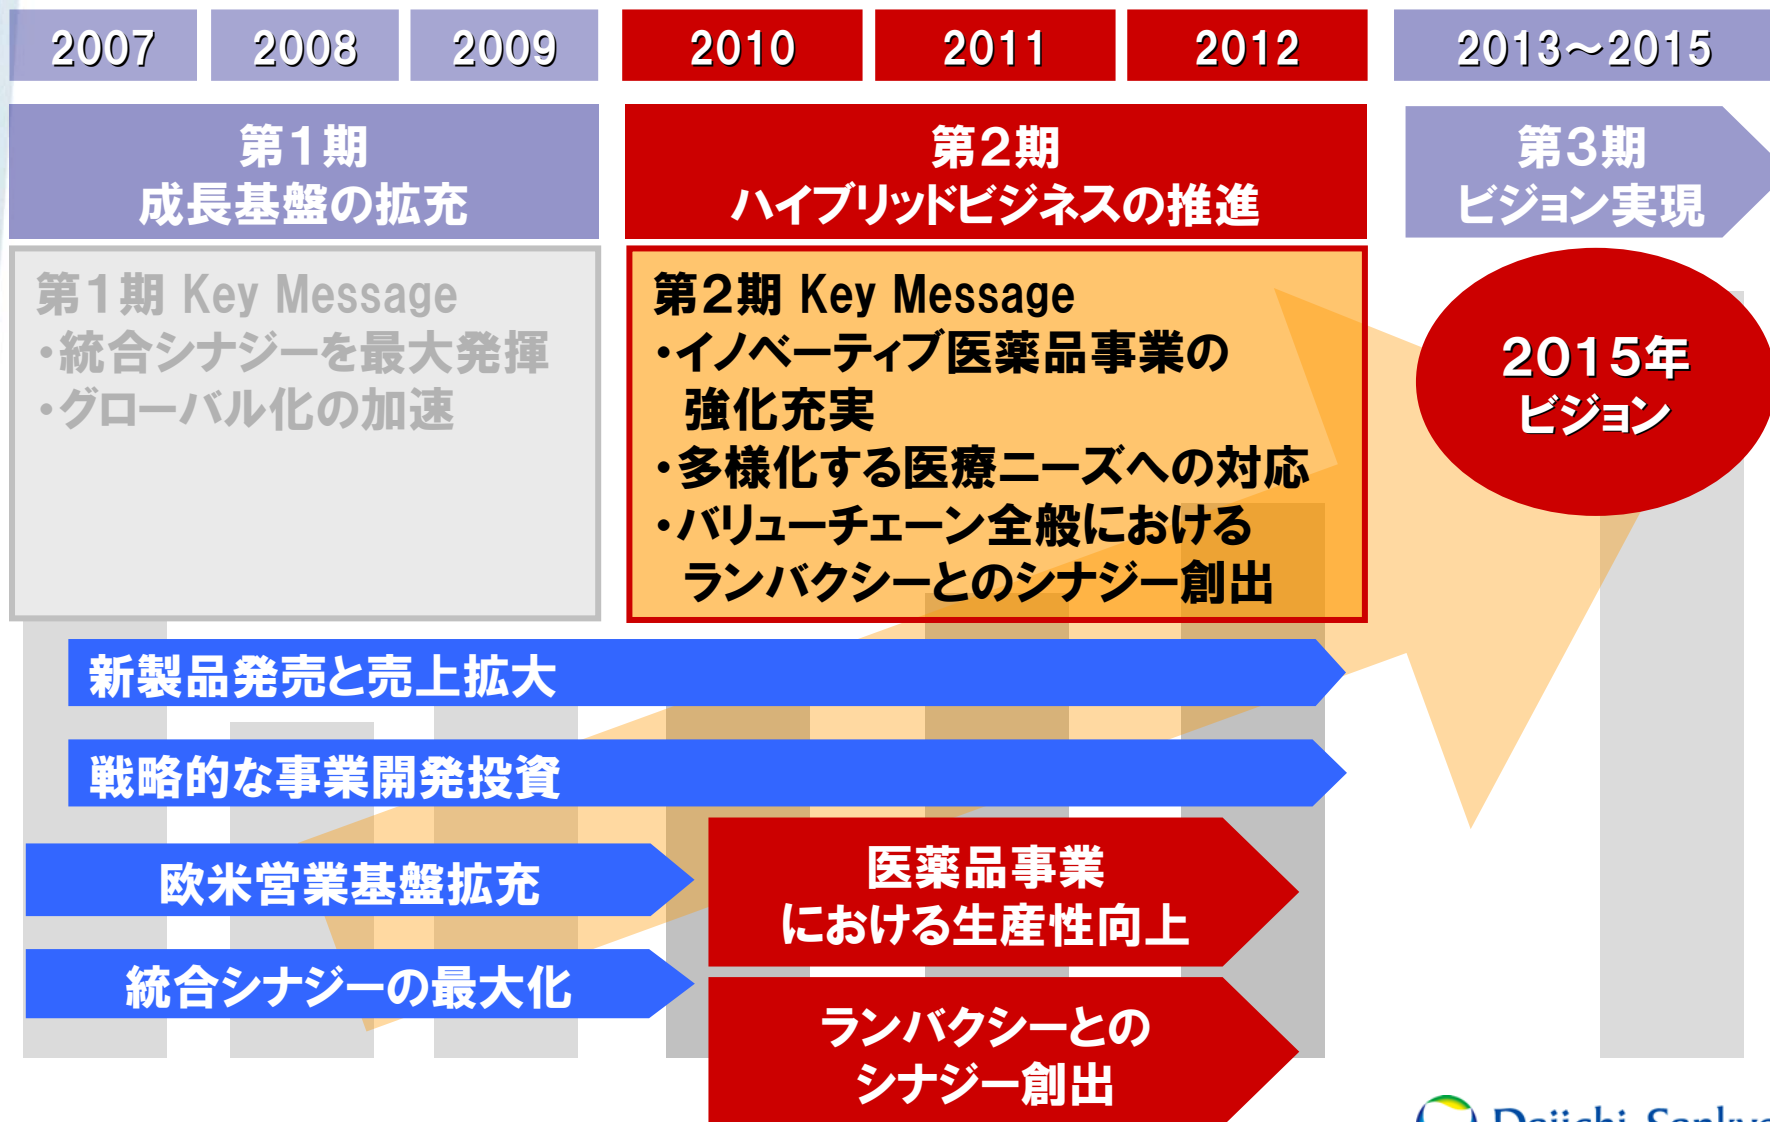 2007
2008
2009
2010
2011
2012
2013～2015
第1期
成長基盤の拡充
第2期
ハイブリッドビジネスの推進
第3期
ビジョン実現
第1期 Key Message
・統合シナジーを最大発揮
・グローバル化の加速
第2期 Key Message
・イノベーティブ医薬品事業の
強化充実
・多様化する医療ニーズへの対応
・バリューチェーン全般における
ランバクシーとのシナジー創出
2015年
ビジョン
新製品発売と売上拡大
戦略的な事業開発投資
欧米営業基盤拡充
統合シナジーの最大化
医薬品事業
における生産性向上
ランバクシーとの
シナジー創出